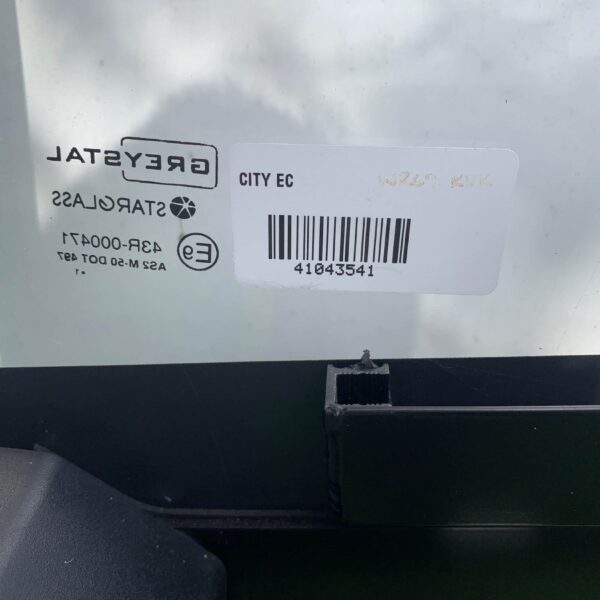 GREYSTAL
STARGLASS
43R-000471
E9
AS2 M-50 DOT 497
CITY EC
41043541